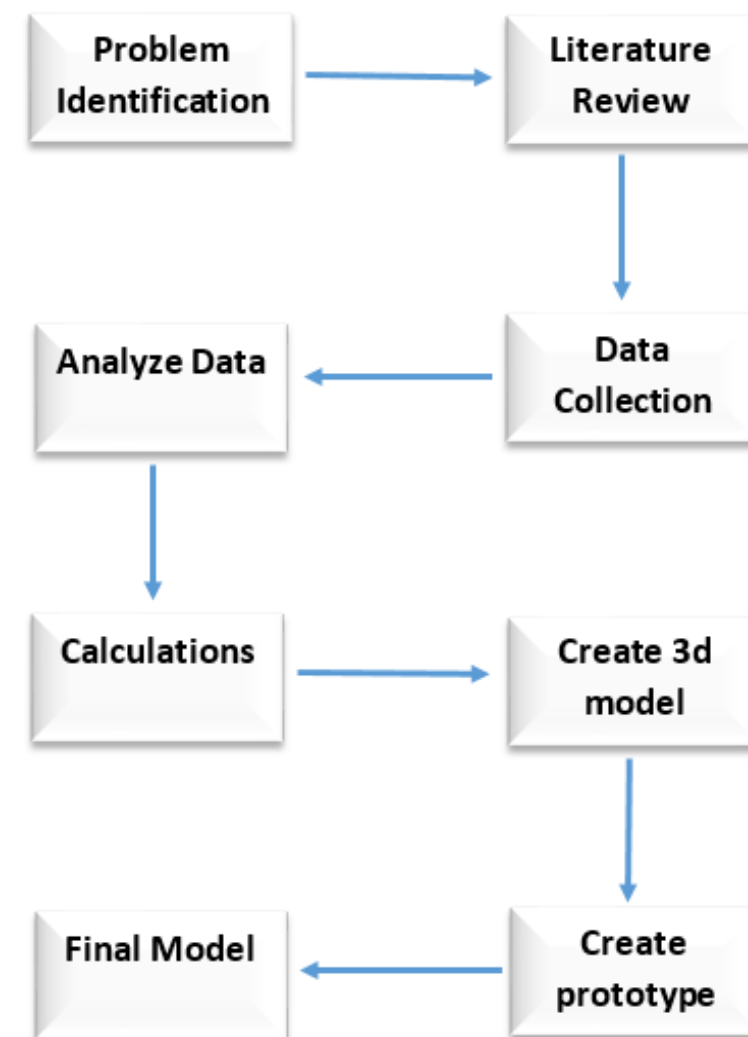 Problem
Identification
Literature
Review
Data
Collection
Analyze Data
Calculations
Create 3d
model
Create
prototype
Final Model